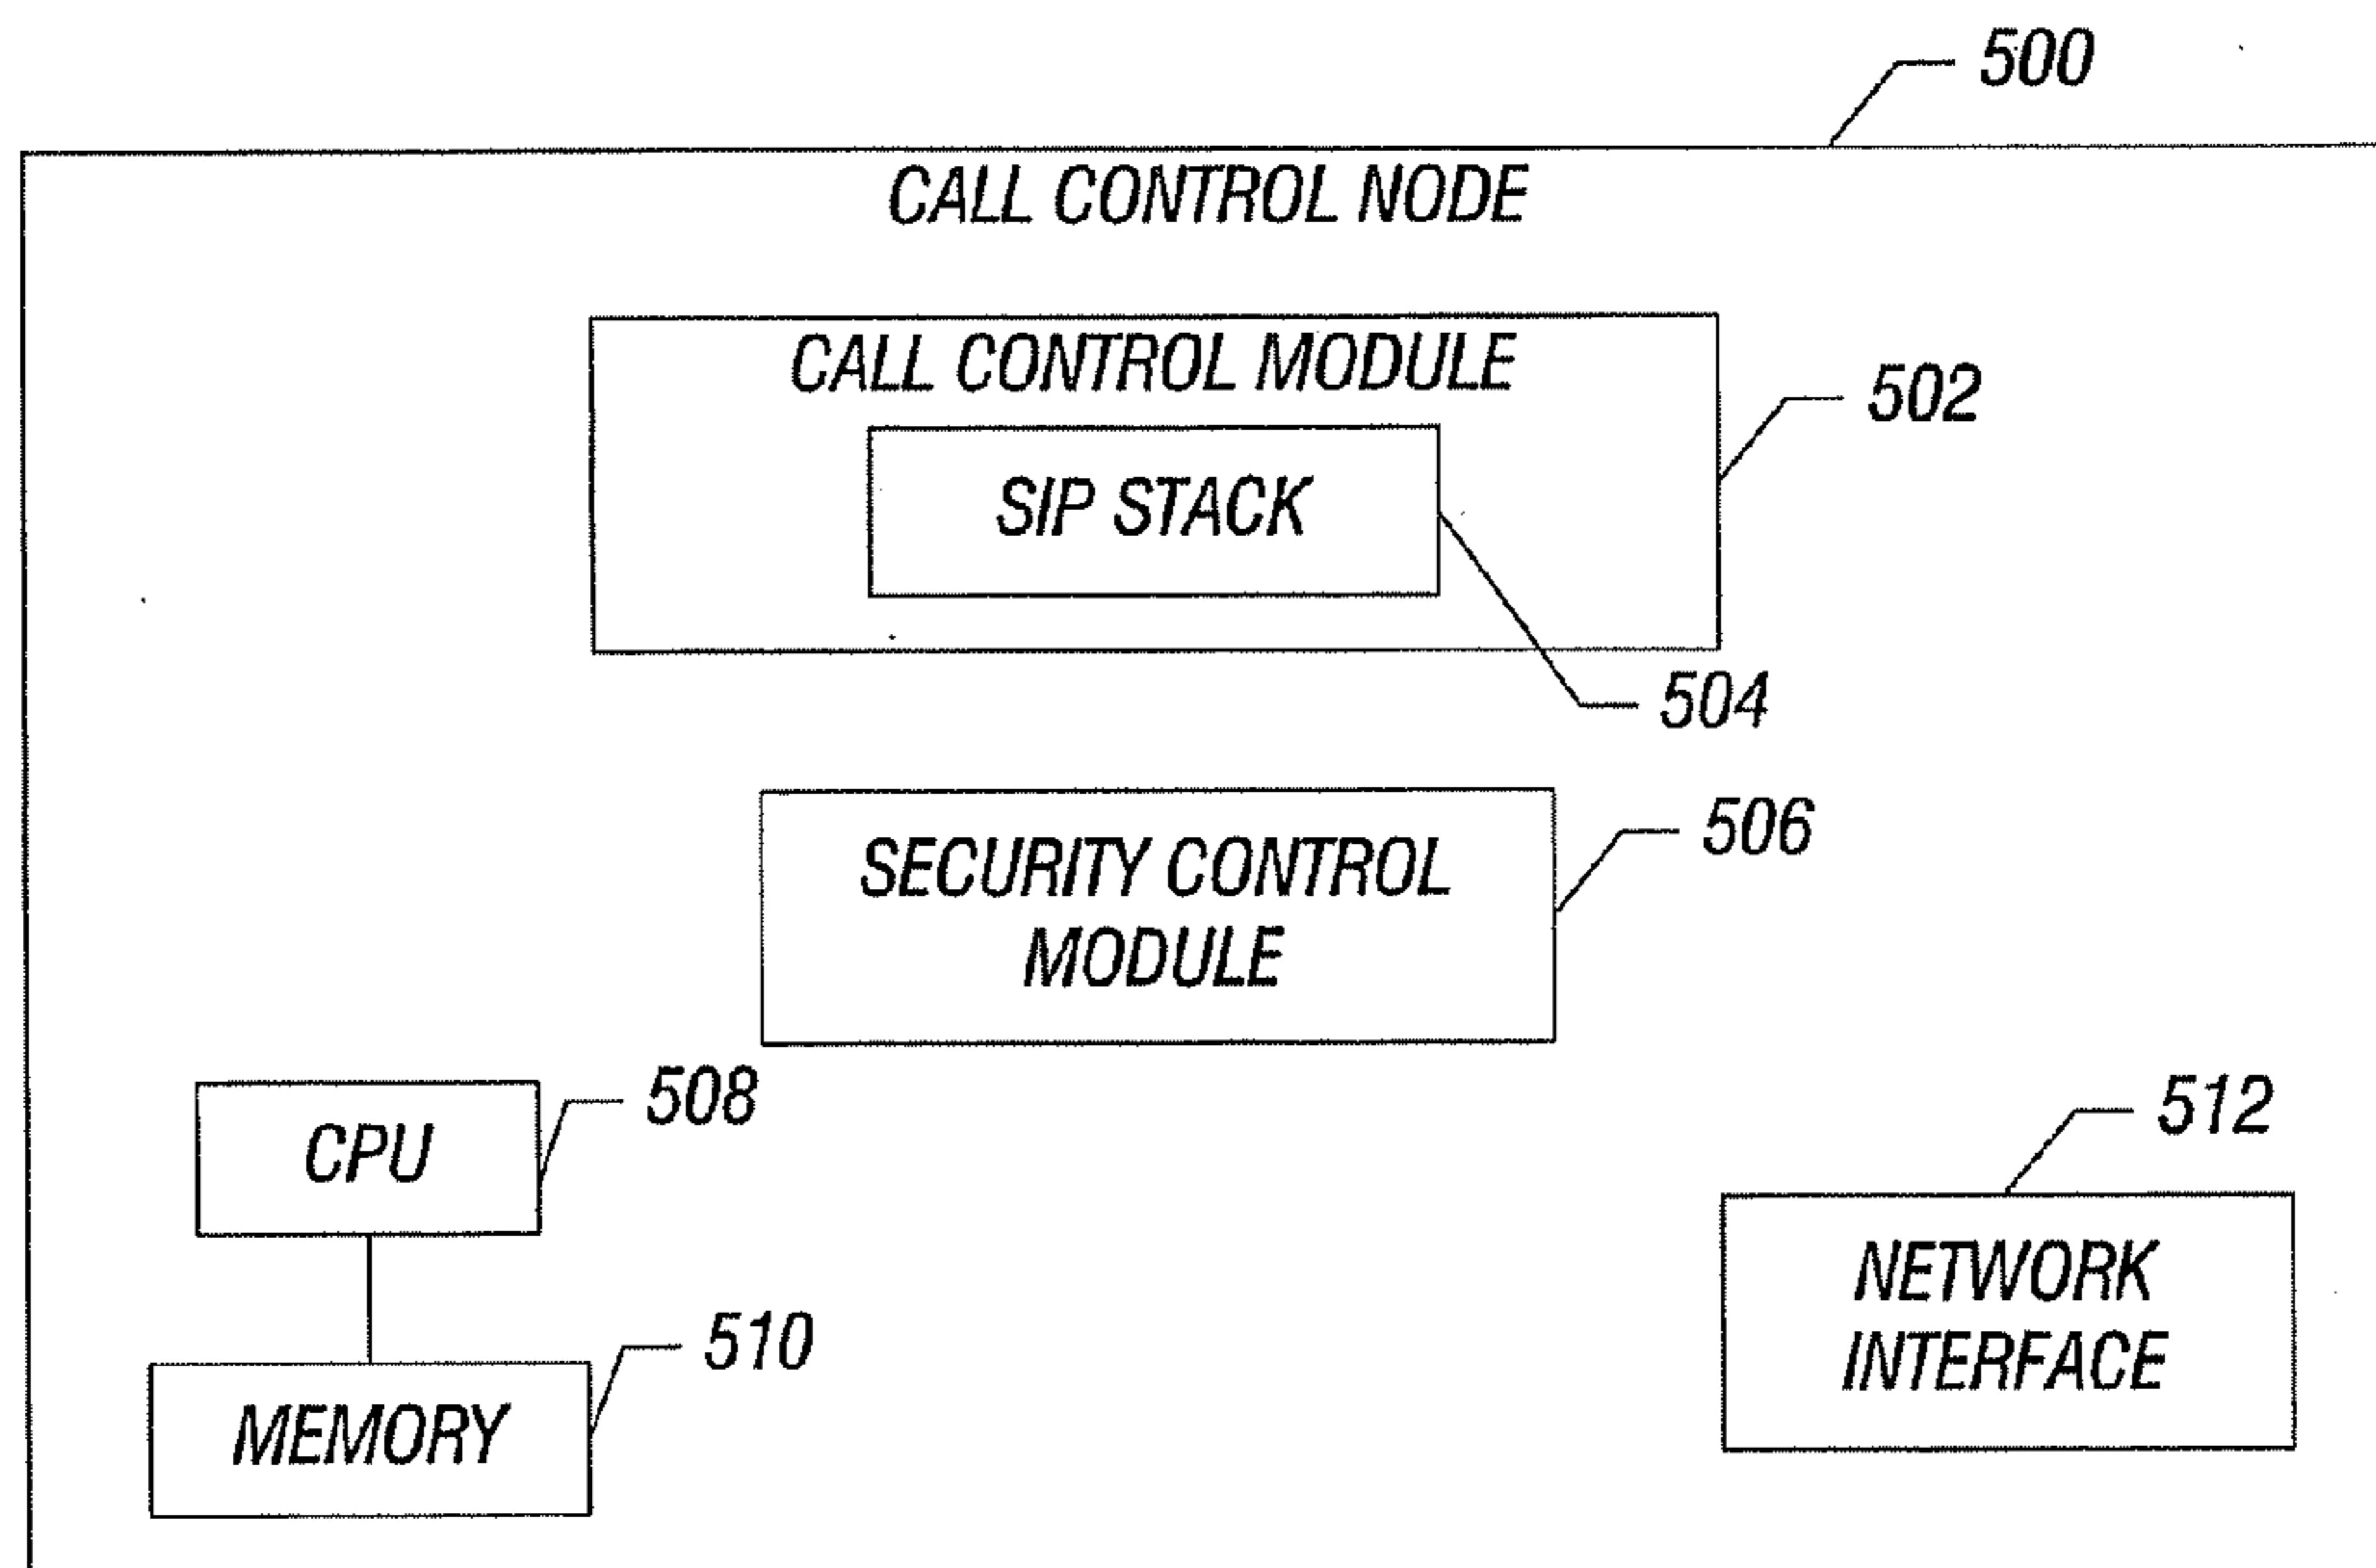 500
CALL CONTROL NODE
CALL CONTROL MODULE
502
SIP STACK
504
SECURITY CONTROL
MODULE
506
CPU
508
512
NETWORK
INTERFACE
MEMORY
510